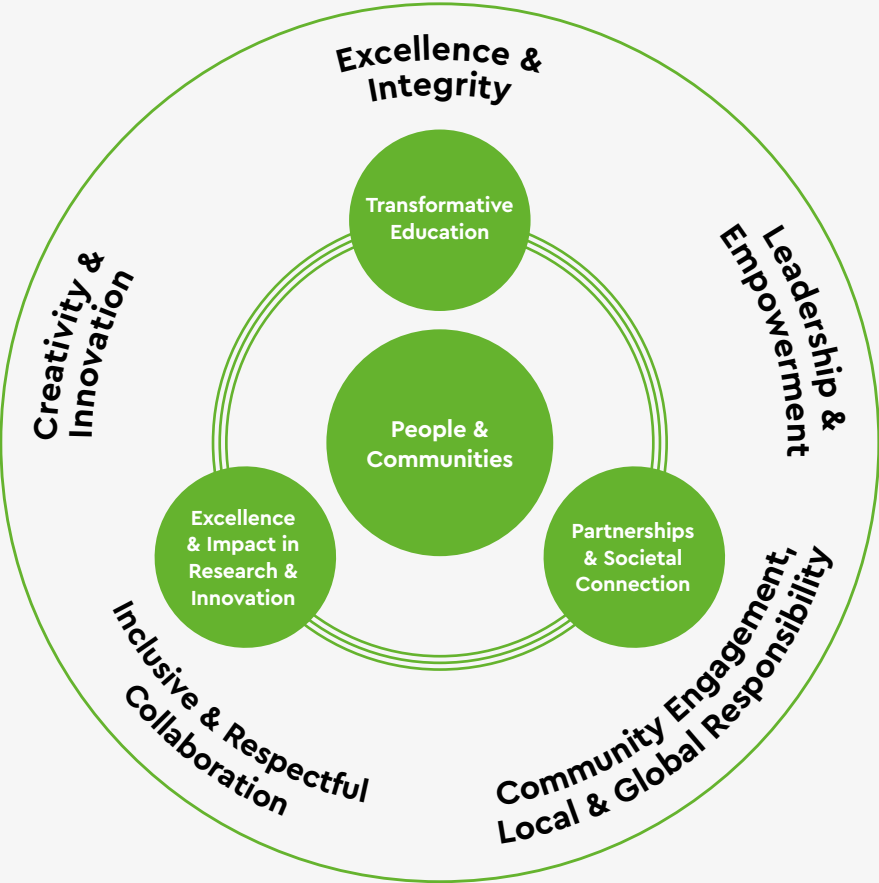 Excellence &
Integrity
Transformative
Education
Leadership &
Empowerment
Creativity &
Innovation
People &
Communities
Excellence
& Impact in
Research &
Innovation
Partnerships
& Societal
Connection
Inclusive & Respectful
Collaboration
Community Engagement,
Local & Global Responsibility